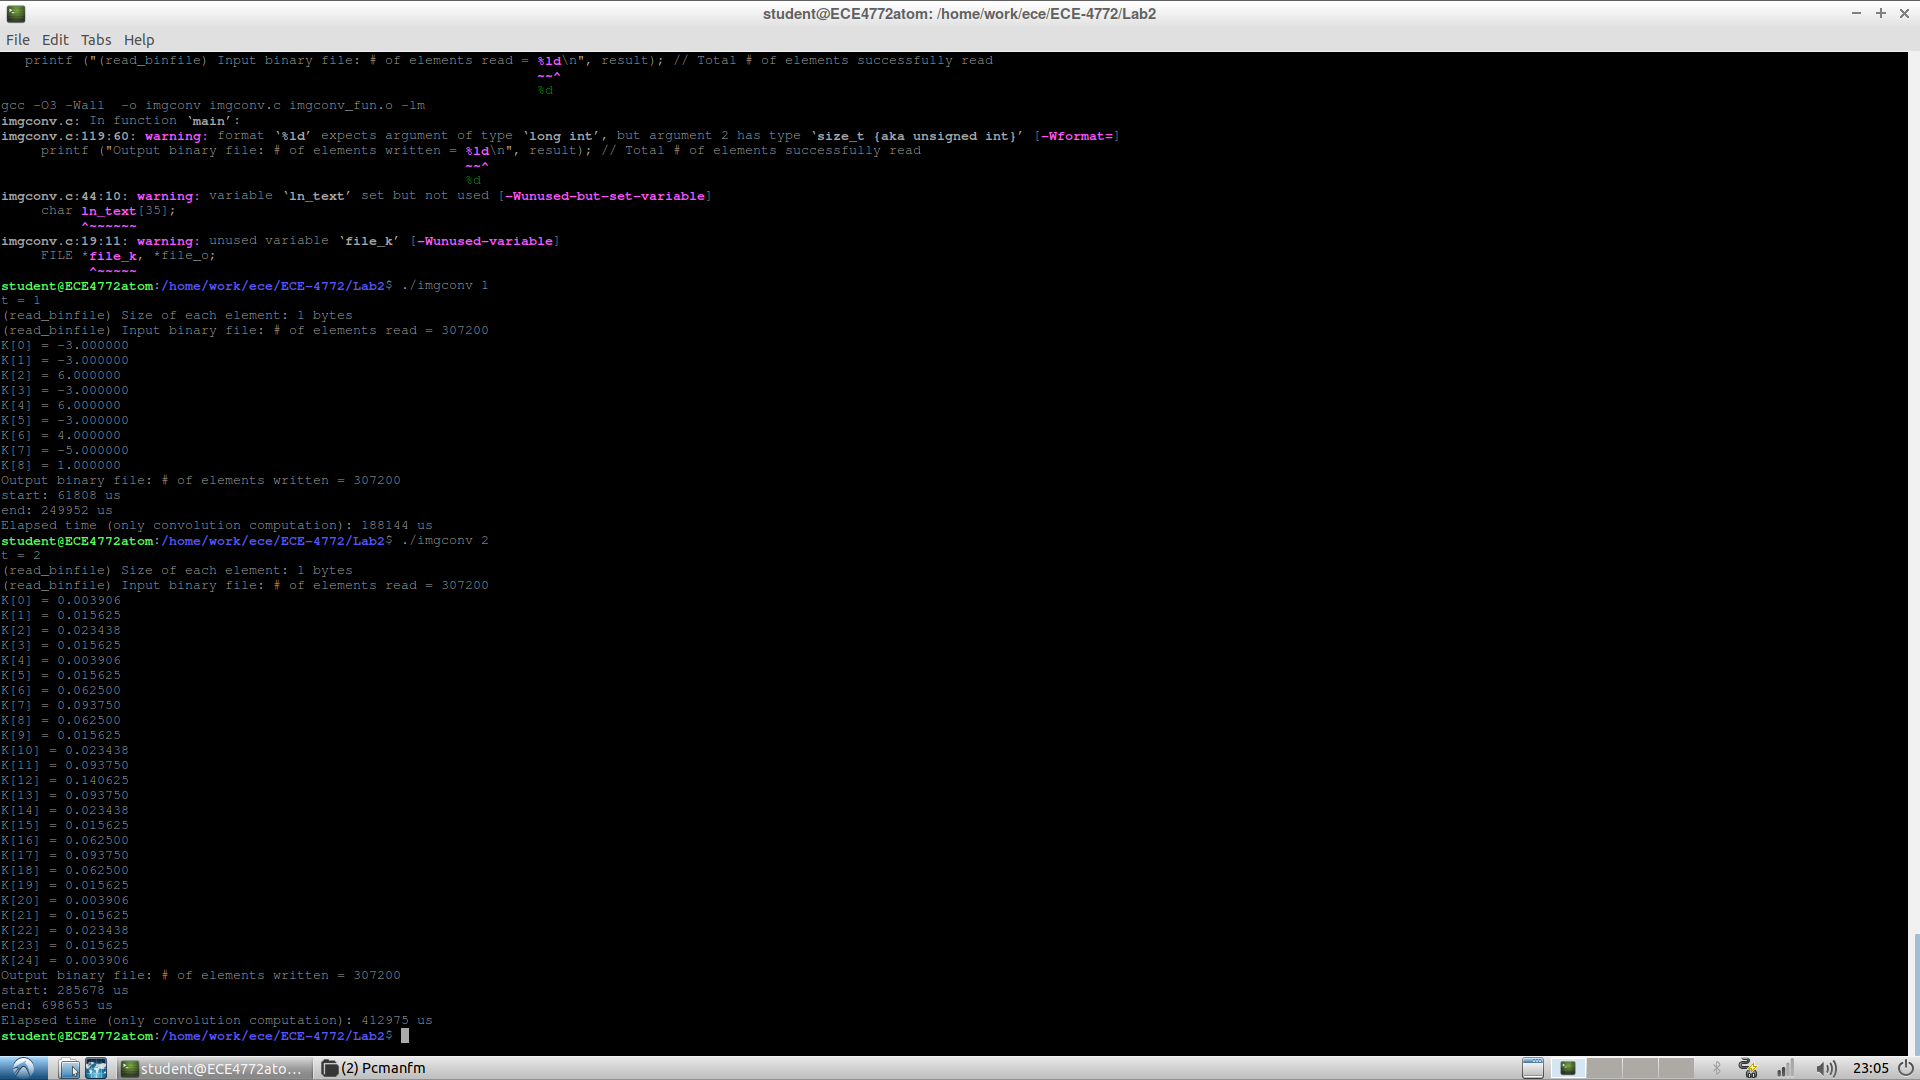 student@ECE4772atom: /home/work/ece/ECE-4772/Lab2
File Edit Tabs Help
printf ("(read_binfile) Input binary file: # of elements read = %ld\n", result); // Total # of elements successfully read
~~^
%d
gcc -O3 -Wall  -o imgconv imgconv.c imgconv_fun.o -lm
imgconv.c: In function ‘main’:
imgconv.c:119:60: warning: format ‘%ld’ expects argument of type ‘long int’, but argument 2 has type ‘size_t {aka unsigned int}’ [-Wformat=]
printf ("Output binary file: # of elements written = %ld\n", result); // Total # of elements successfully read
~~^
%d
imgconv.c:44:10: warning: variable ‘ln_text’ set but not used [-Wunused-but-set-variable]
char ln_text[35];
^~~~~~~
imgconv.c:19:11: warning: unused variable ‘file_k’ [-Wunused-variable]
FILE *file_k, *file_o;
^~~~~~
student@ECE4772atom:/home/work/ece/ECE-4772/Lab2$ ./imgconv 1
t = 1
(read_binfile) Size of each element: 1 bytes
(read_binfile) Input binary file: # of elements read = 307200
K[0] = -3.000000
K[1] = -3.000000
K[2] = 6.000000
K[3] = -3.000000
K[4] = 6.000000
K[5] = -3.000000
K[6] = 4.000000
K[7] = -5.000000
K[8] = 1.000000
Output binary file: # of elements written = 307200
start: 61808 us
end: 249952 us
Elapsed time (only convolution computation): 188144 us
student@ECE4772atom:/home/work/ece/ECE-4772/Lab2$ ./imgconv 2
t = 2
(read_binfile) Size of each element: 1 bytes
(read_binfile) Input binary file: # of elements read = 307200
K[0] = 0.003906
K[1] = 0.015625
K[2] = 0.023438
K[3] = 0.015625
K[4] = 0.003906
K[5] = 0.015625
K[6] = 0.062500
K[7] = 0.093750
K[8] = 0.062500
K[9] = 0.015625
K[10] = 0.023438
K[11] = 0.093750
K[12] = 0.140625
K[13] = 0.093750
K[14] = 0.023438
K[15] = 0.015625
K[16] = 0.062500
K[17] = 0.093750
K[18] = 0.062500
K[19] = 0.015625
K[20] = 0.003906
K[21] = 0.015625
K[22] = 0.023438
K[23] = 0.015625
K[24] = 0.003906
Output binary file: # of elements written = 307200
start: 285678 us
end: 698653 us
Elapsed time (only convolution computation): 412975 us
student@ECE4772atom:/home/work/ece/ECE-4772/Lab2$
student@ECE4772ato...
(2) Pcmanfm
23:05